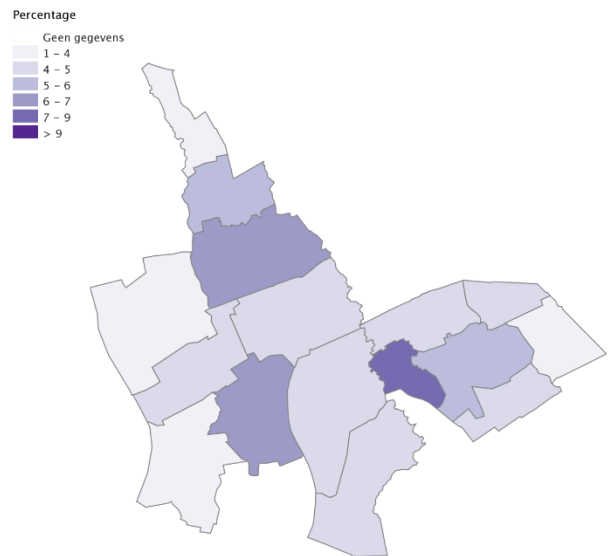 Percentage
Geen gegevens
1 – 4
4 – 5
5 – 6
6 – 7
7 – 9
> 9